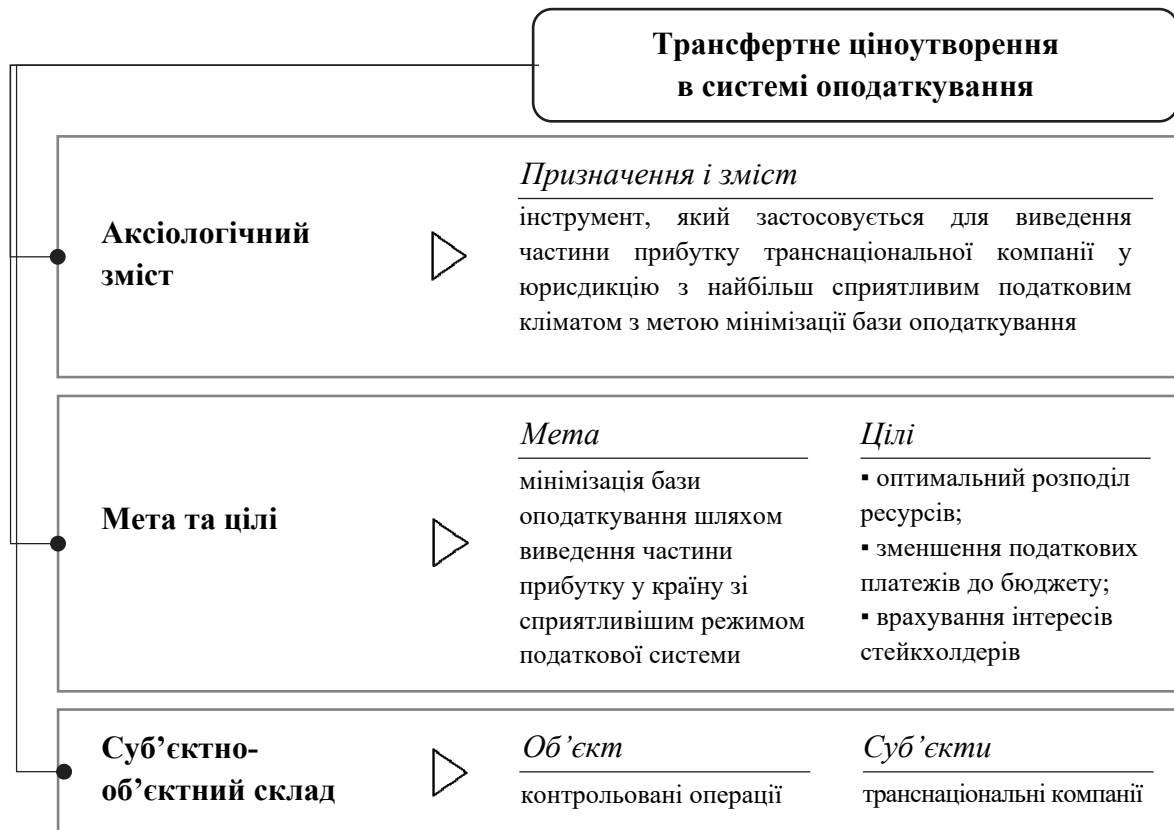 Трансфертне ціноутворення
в системі оподаткування
Аксіологічний
зміст
Призначення і зміст
інструмент, який застосовується для виведення
частини прибутку транснаціональної компанії у
юрисдикцію з найбільш сприятливим податковим
кліматом з метою мінімізації бази оподаткування
Мета та цілі
Мета
мінімізація бази
оподаткування шляхом
виведення частини
прибутку у країну зі
сприятливішим режимом
податкової системи
Цілі
▪ оптимальний розподіл
ресурсів;
▪ зменшення податкових
платежів до бюджету;
▪ врахування інтересів
стейкхолдерів
Суб’єктно-
об’єктний склад
Об’єкт
контрольовані операції
Суб’єкти
транснаціональні компанії